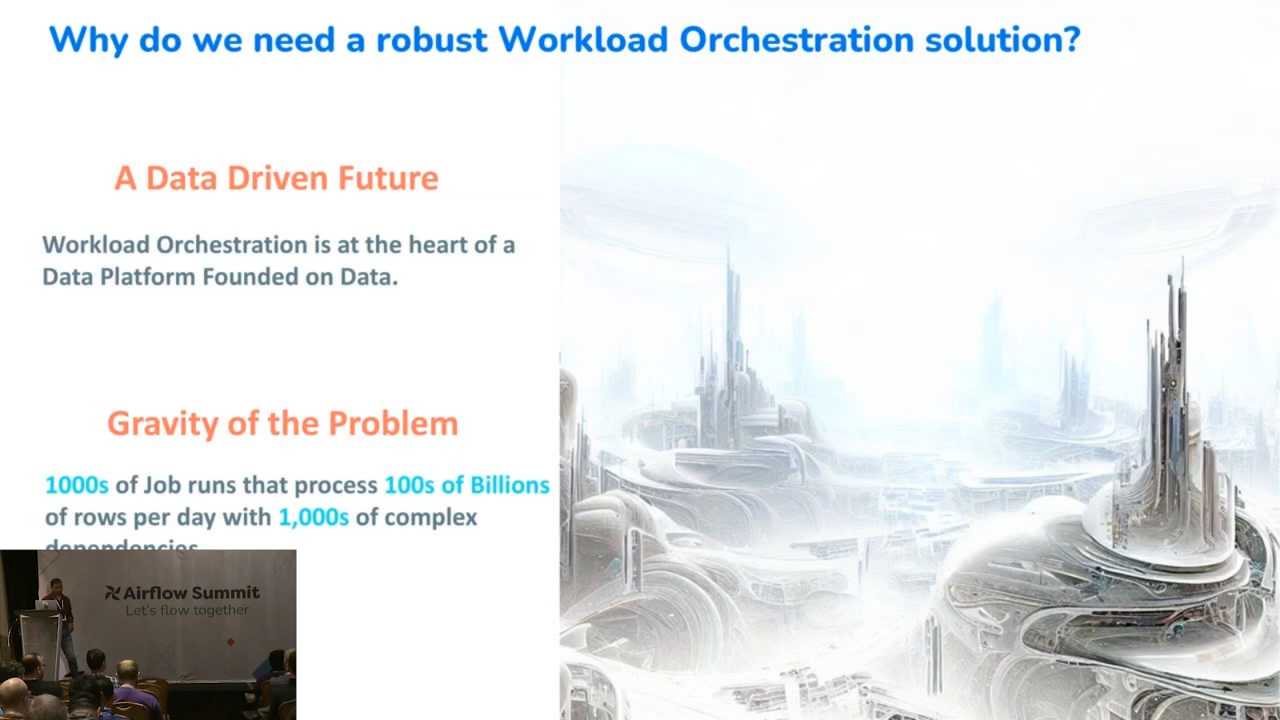 Why do we need a robust Workload Orchestration solution?
A Data Driven Future
Workload Orchestration is at the heart of a
Data Platform Founded on Data.
Gravity of the Problem
1000s of Job runs that process 100s of Billions
of rows per day with 1,000s of complex
dependencies
Airflow Summit
Let's flow together